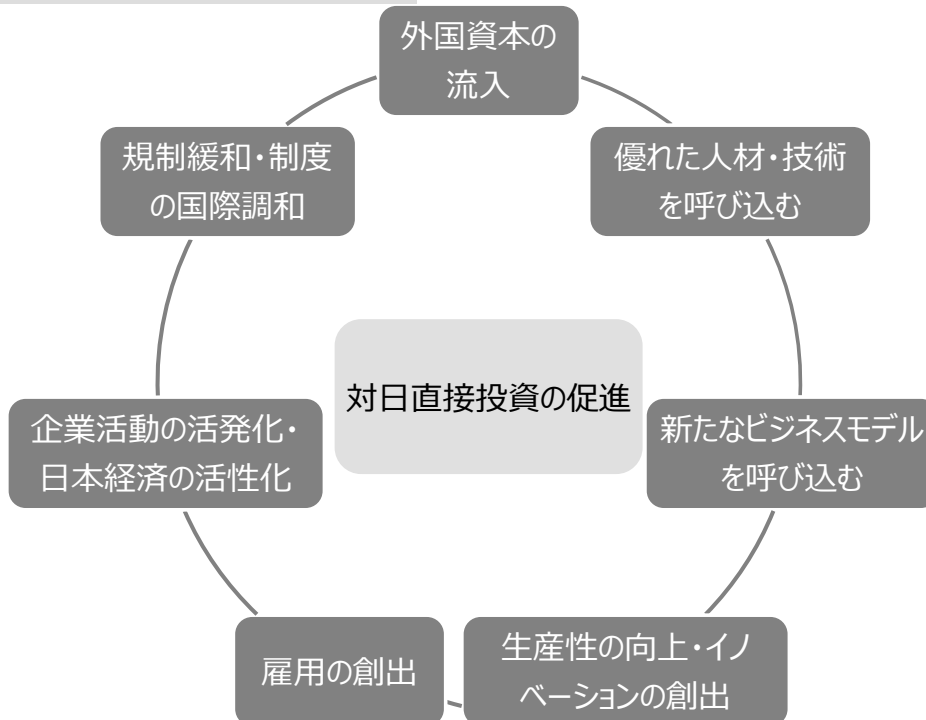 外国資本の
流入
優れた人材・技術
を呼び込む
新たなビジネスモデル
を呼び込む
生産性の向上・イノ
ベーションの創出
雇用の創出
企業活動の活発化・
日本経済の活性化
規制緩和・制度
の国際調和
対日直接投資の促進